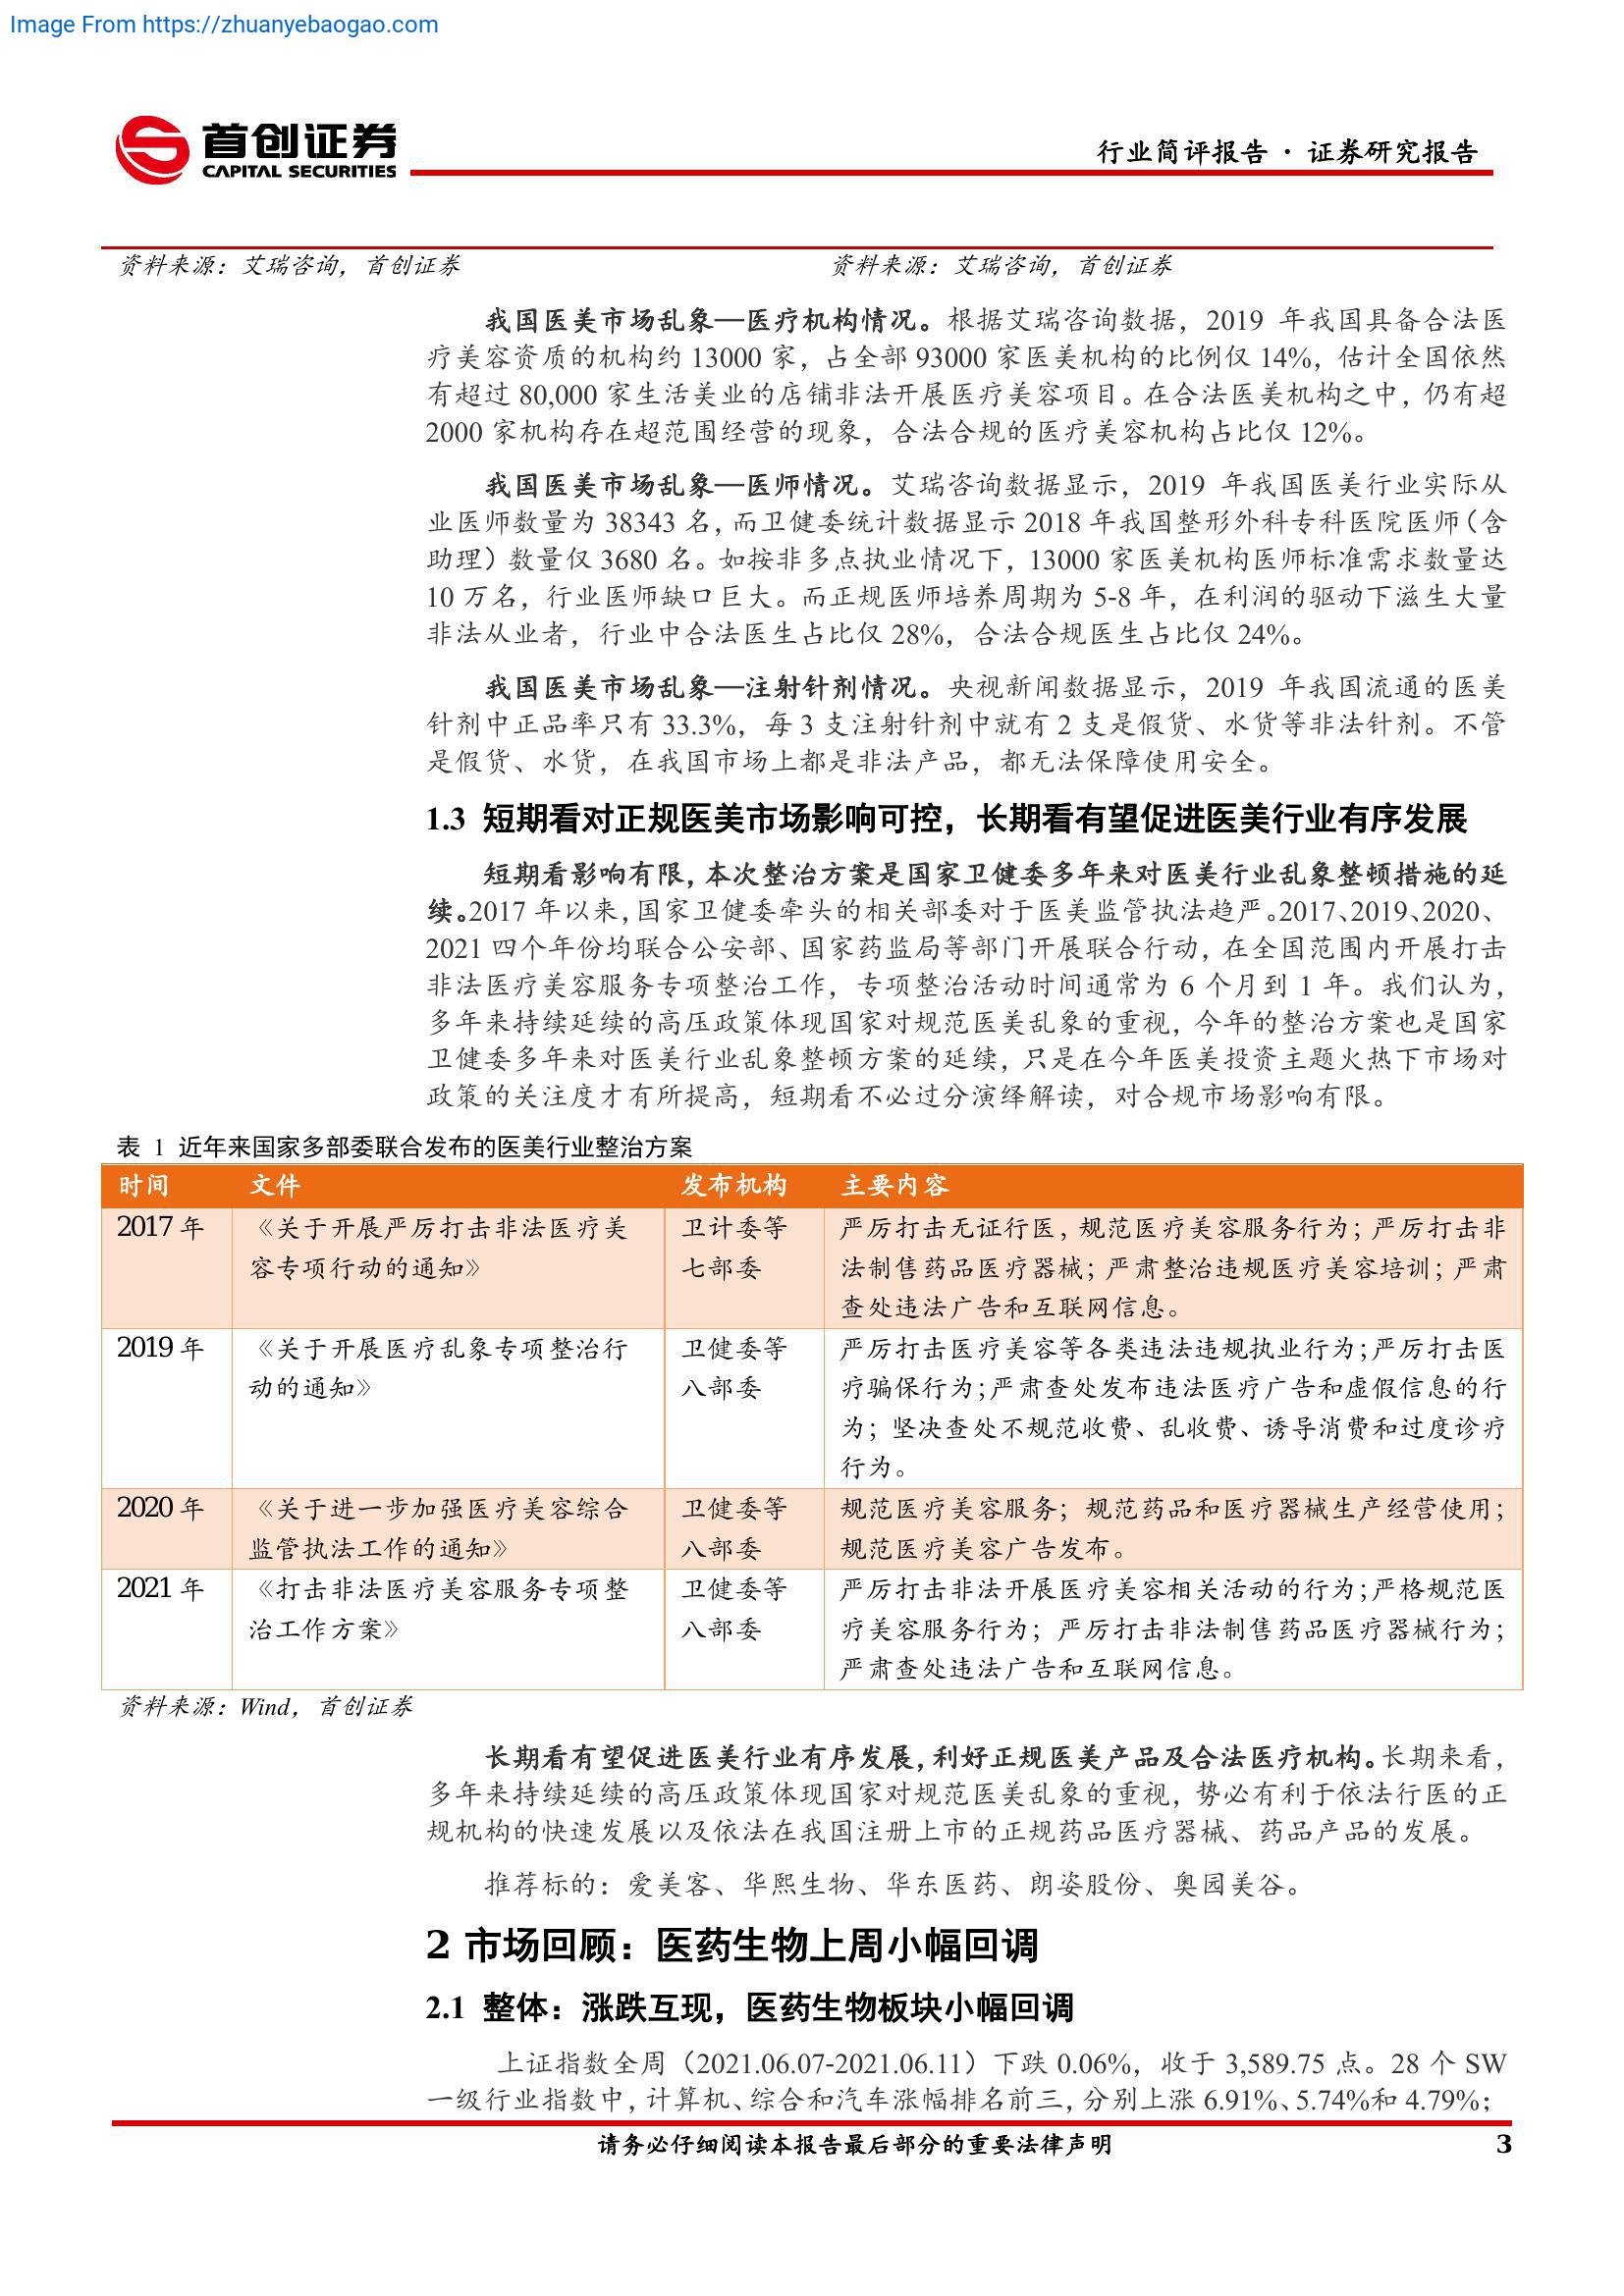 Image From https://zhuanyebaogao.com
首创证券
CAPITAL SECURITIES
行业简评报告 · 证券研究报告
资料来源：艾瑞咨询，首创证券
资料来源：艾瑞咨询，首创证券
我国医美市场乱象—医疗机构情况。根据艾瑞咨询数据，2019 年我国具备合法医
疗美容资质的机构约 13000 家，占全部 93000 家医美机构的比例仅 14%，估计全国依然
有超过 80,000 家生活美业的店铺非法开展医疗美容项目。在合法医美机构之中，仍有超
2000 家机构存在超范围经营的现象，合法合规的医疗美容机构占比仅 12%。
我国医美市场乱象—医师情况。艾瑞咨询数据显示，2019 年我国医美行业实际从
业医师数量为 38343 名，而卫健委统计数据显示 2018 年我国整形外科专科医院医师（含
助理）数量仅 3680 名。如按非多点执业情况下，13000 家医美机构医师标准需求数量达
10 万名，行业医师缺口巨大。而正规医师培养周期为 5-8 年，在利润的驱动下滋生大量
非法从业者，行业中合法医生占比仅 28%，合法合规医生占比仅 24%。
我国医美市场乱象—注射针剂情况。央视新闻数据显示，2019 年我国流通的医美
针剂中正品率只有 33.3%，每 3 支注射针剂中就有 2 支是假货、水货等非法针剂。不管
是假货、水货，在我国市场上都是非法产品，都无法保障使用安全。
1.3 短期看对正规医美市场影响可控，长期看有望促进医美行业有序发展
短期看影响有限，本次整治方案是国家卫健委多年来对医美行业乱象整顿措施的延
续。2017 年以来，国家卫健委牵头的相关部委对于医美监管执法趋严。2017、2019、2020、
2021 四个年份均联合公安部、国家药监局等部门开展联合行动，在全国范围内开展打击
非法医疗美容服务专项整治工作，专项整治活动时间通常为 6 个月到 1 年。我们认为，
多年来持续延续的高压政策体现国家对规范医美乱象的重视，今年的整治方案也是国家
卫健委多年来对医美行业乱象整顿方案的延续，只是在今年医美投资主题火热下市场对
政策的关注度才有所提高，短期看不必过分演绎解读，对合规市场影响有限。
表 1 近年来国家多部委联合发布的医美行业整治方案
时间 文件 发布机构 主要内容
2017 年 《关于开展严厉打击非法医疗美 卫计委等 严厉打击无证行医，规范医疗美容服务行为；严厉打击非
容专项行动的通知》 七部委 法制售药品医疗器械；严肃整治违规医疗美容培训；严肃
查处违法广告和互联网信息。
2019 年 《关于开展医疗乱象专项整治行 卫健委等 严厉打击医疗美容等各类违法违规执业行为；严厉打击医
动的通知》 八部委 疗骗保行为；严肃查处发布违法医疗广告和虚假信息的行
为；坚决查处不规范收费、乱收费、诱导消费和过度诊疗
行为。
2020 年 《关于进一步加强医疗美容综合 卫健委等 规范医疗美容服务；规范药品和医疗器械生产经营使用；
监管执法工作的通知》 八部委 规范医疗美容广告发布。
2021 年 《打击非法医疗美容服务专项整 卫健委等 严厉打击非法开展医疗美容相关活动的行为；严格规范医
治工作方案》 八部委 疗美容服务行为；严厉打击非法制售药品医疗器械行为；
严肃查处违法广告和互联网信息。
资料来源：Wind，首创证券
长期看有望促进医美行业有序发展，利好正规医美产品及合法医疗机构。长期来看，
多年来持续延续的高压政策体现国家对规范医美乱象的重视，势必有利于依法行医的正
规机构的快速发展以及依法在我国注册上市的正规药品医疗器械、药品产品的发展。
推荐标的：爱美客、华熙生物、华东医药、朗姿股份、奥园美谷。
2 市场回顾：医药生物上周小幅回调
2.1 整体：涨跌互现，医药生物板块小幅回调
上证指数全周（2021.06.07-2021.06.11）下跌 0.06%，收于 3,589.75 点。28 个 SW
一级行业指数中，计算机、综合和汽车涨幅排名前三，分别上涨 6.91%、5.74%和 4.79%；
请务必仔细阅读本报告最后部分的重要法律声明
3